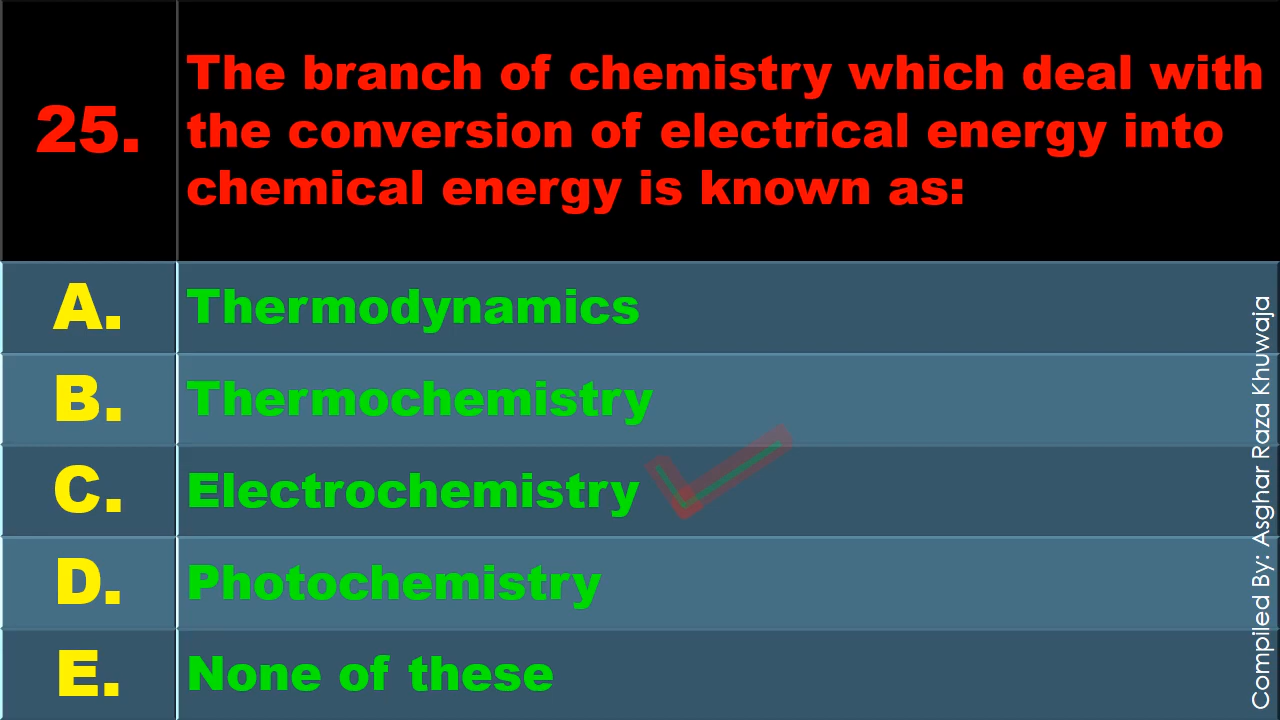 25.
The branch of chemistry which deal with
the conversion of electrical energy into
chemical energy is known as:
A. Thermodynamics
B. Thermochemistry
C. Electrochemistry
D. Photochemistry
E. None of these
Compiled By: Asghar Raza Khuwaja